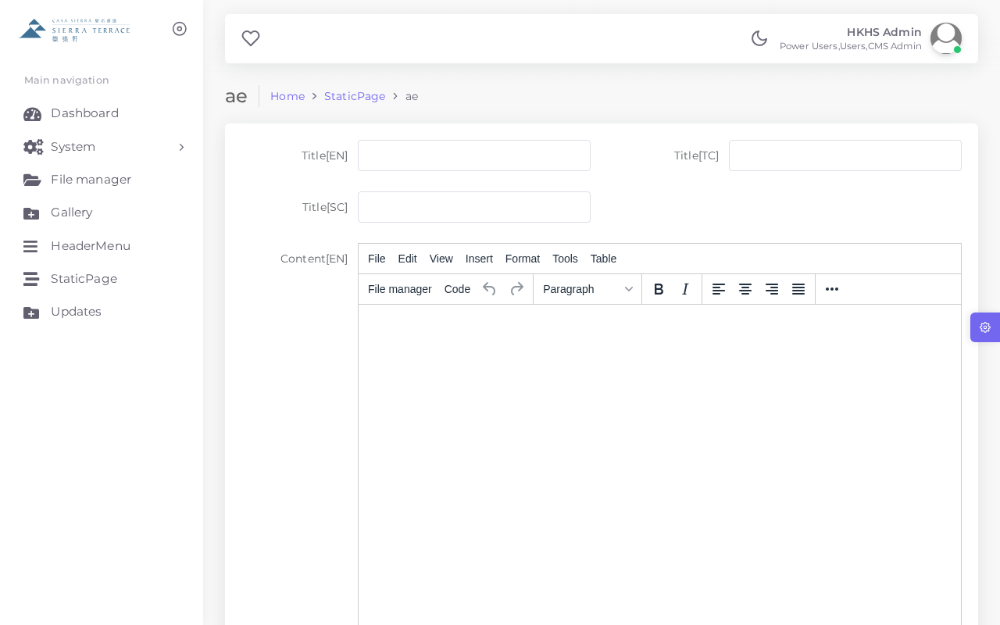 CASA SIERRA
SIERRA TERRACE
HKHS Admin
Power Users,Users,CMS Admin
Main navigation
ae
Home
StaticPage
ae
Dashboard
System
File manager
Gallery
HeaderMenu
StaticPage
Updates
Title[EN]
Title[TC]
Title[SC]
Content[EN]
File Edit View Insert Format Tools Table
File manager Code Paragraph B I